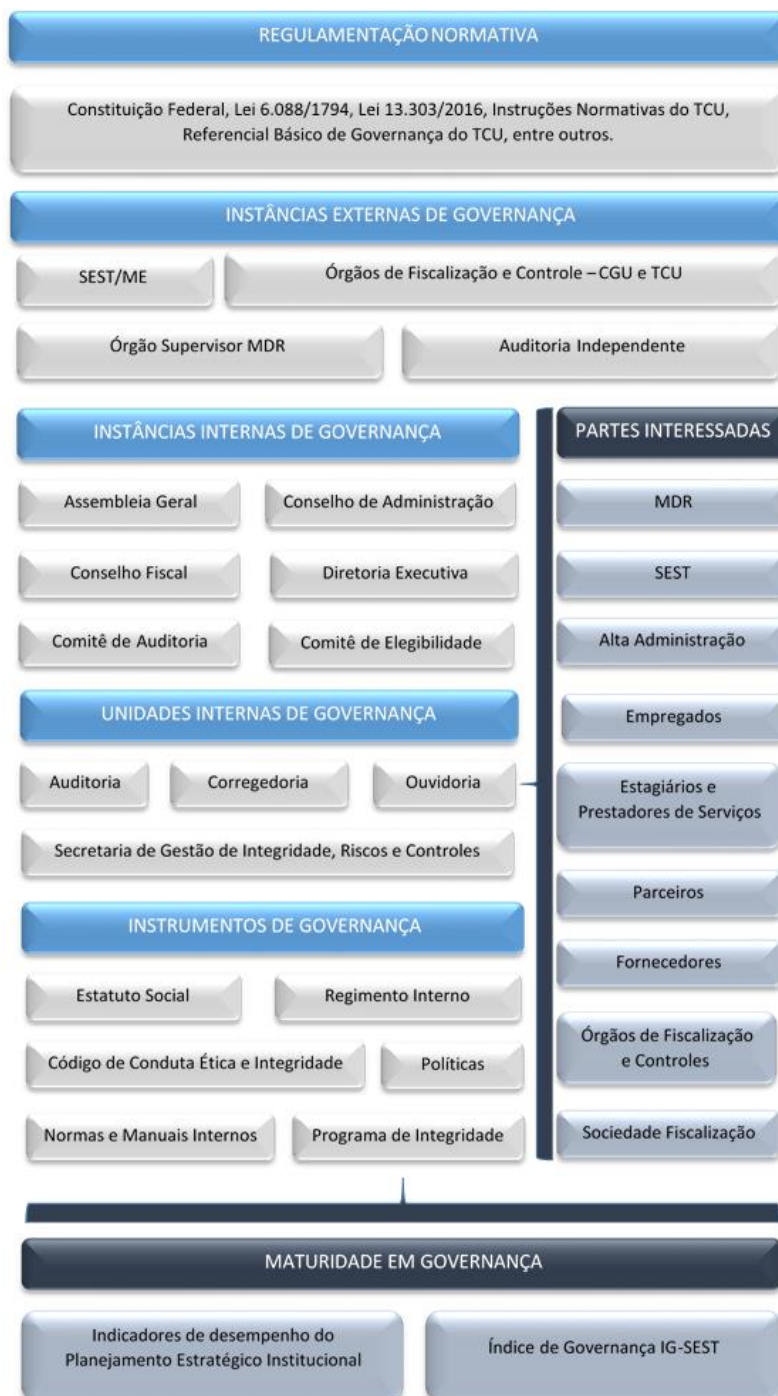 REGULAMENTAÇÃO NORMATIVA
Constituição Federal, Lei 6.088/1794, Lei 13.303/2016, Instruções Normativas do TCU,
Referencial Básico de Governança do TCU, entre outros.
INSTÂNCIAS EXTERNAS DE GOVERNANÇA
SEST/ME
Órgãos de Fiscalização e Controle – CGU e TCU
Órgão Supervisor MDR
Auditoria Independente
INSTÂNCIAS INTERNAS DE GOVERNANÇA
Assembleia Geral
Conselho de Administração
Conselho Fiscal
Diretoria Executiva
Comitê de Auditoria
Comitê de Elegibilidade
UNIDADES INTERNAS DE GOVERNANÇA
Auditoria
Corregedoria
Ouvidoria
Secretaria de Gestão de Integridade, Riscos e Controles
INSTRUMENTOS DE GOVERNANÇA
Estatuto Social
Regimento Interno
Código de Conduta Ética e Integridade
Políticas
Normas e Manuais Internos
Programa de Integridade
PARTES INTERESSADAS
MDR
SEST
Alta Administração
Empregados
Estagiários e
Prestadores de Serviços
Parceiros
Fornecedores
Órgãos de Fiscalização
e Controles
Sociedade Fiscalização
MATURIDADE EM GOVERNANÇA
Indicadores de desempenho do
Planejamento Estratégico Institucional
Índice de Governança IG-SEST